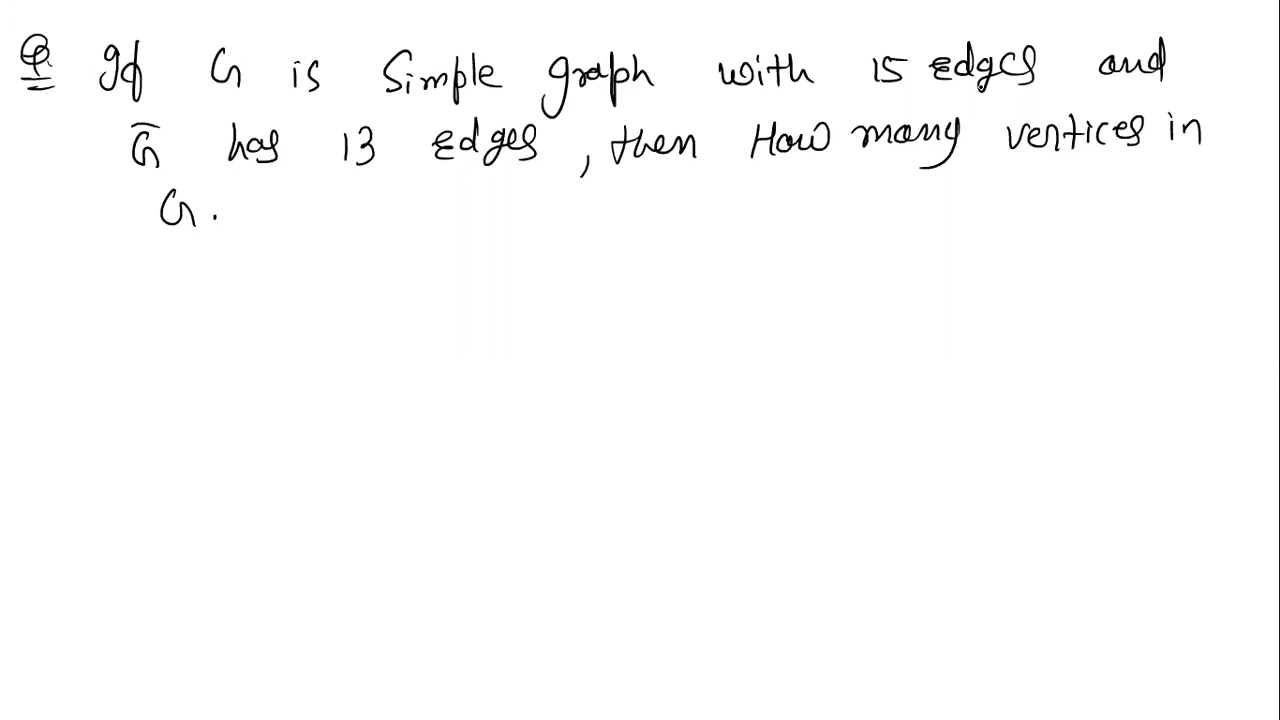 Q If G is Simple graph with 15 edges and
G̅ has 13 edges, then How many vertices in
G.